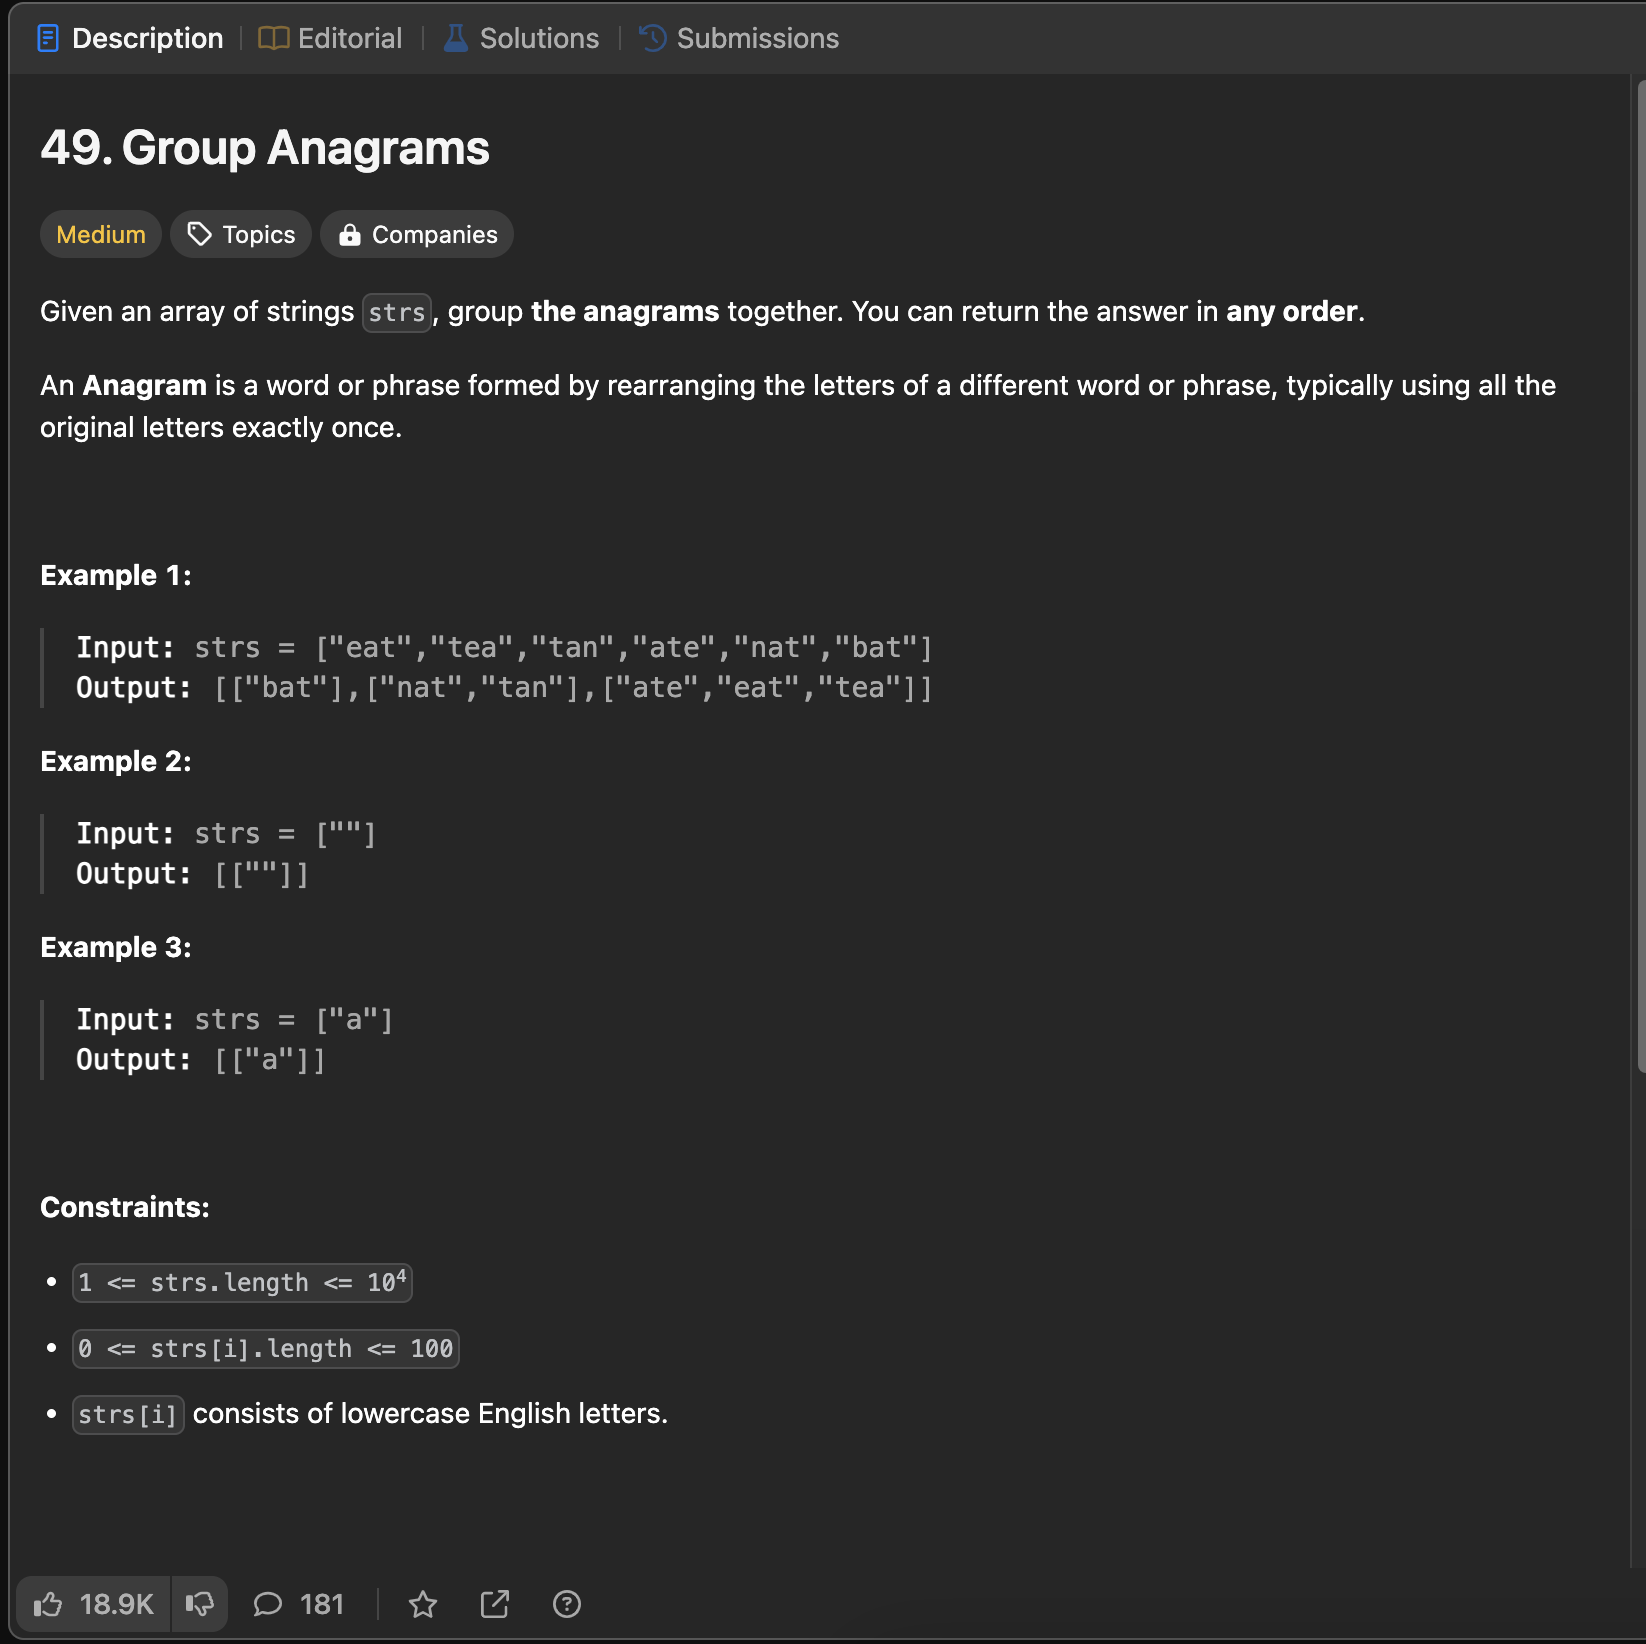 Description Editorial Solutions Submissions
49. Group Anagrams
Medium Topics Companies
Given an array of strings strs, group the anagrams together. You can return the answer in any order.
An Anagram is a word or phrase formed by rearranging the letters of a different word or phrase, typically using all the
original letters exactly once.
Example 1:
Input: strs = ["eat","tea","tan","ate","nat","bat"]
Output: [["bat"],["nat","tan"],["ate","eat","tea"]]
Example 2:
Input: strs = [""]
Output: [[""]]
Example 3:
Input: strs = ["a"]
Output: [["a"]]
Constraints:
• 1 <= strs.length <= 10⁴
• 0 <= strs[i].length <= 100
• strs[i] consists of lowercase English letters.
18.9K 181